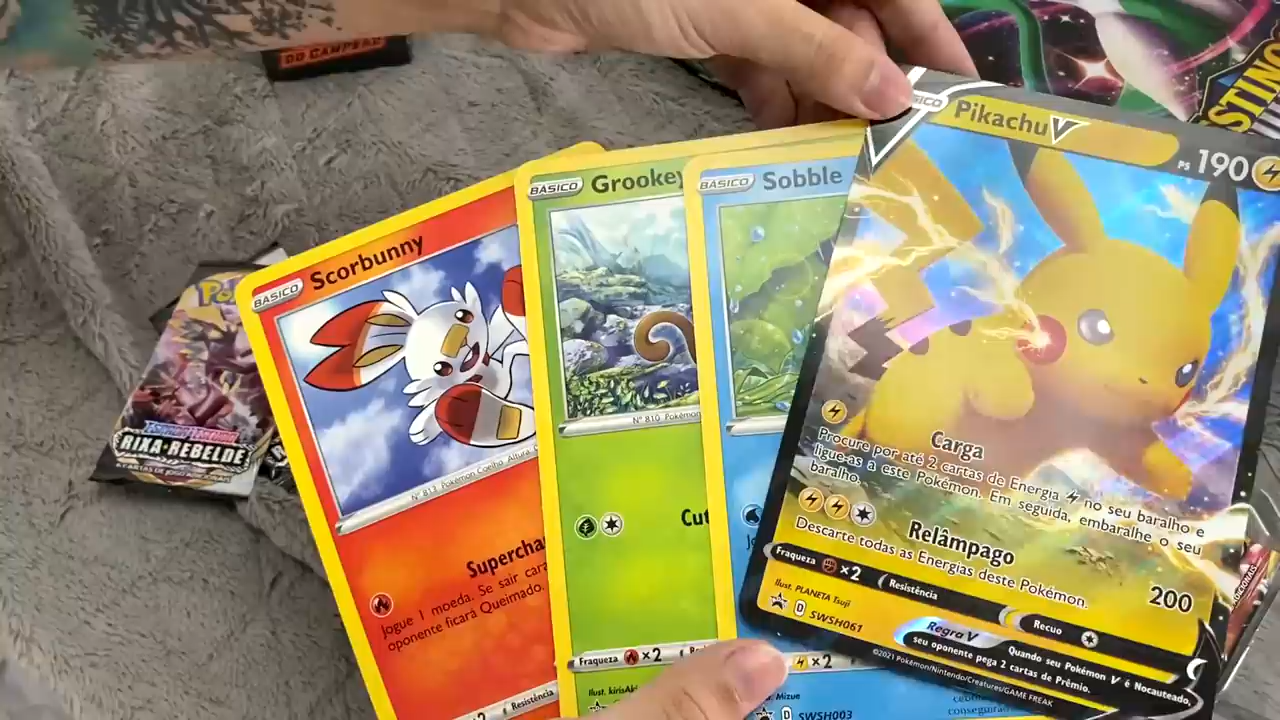 DO CAMPEÃO
STING
BÁSICO
Scorbunny
Nº 813 Pokémon Coelho Altura
Supercha
Jogue 1 moeda. Se sair cara
oponente ficará Queimado.
Resistência
BÁSICO
Grookey
Nº 810 Pokémon
Cut
Fraqueza ×2
Ilust. kirisAki
BÁSICO
Sobble
×2
Mizue
D SWSH003
Pikachu V
PS 190
Carga
Procure por até 2 cartas de Energia no seu baralho e
ligue-as a este Pokémon. Em seguida, embaralhe o seu
baralho.
Relâmpago
Descarte todas as Energias deste Pokémon.
200
Fraqueza ×2
Resistência
Recuo
Ilust. PLANETA Tsuji
D SWSH061
Regra V
Quando seu Pokémon V é Nocauteado,
seu oponente pega 2 cartas de Prêmio.
©2021 Pokémon/Nintendo/Creatures/GAME FREAK
RIXA REBELDE